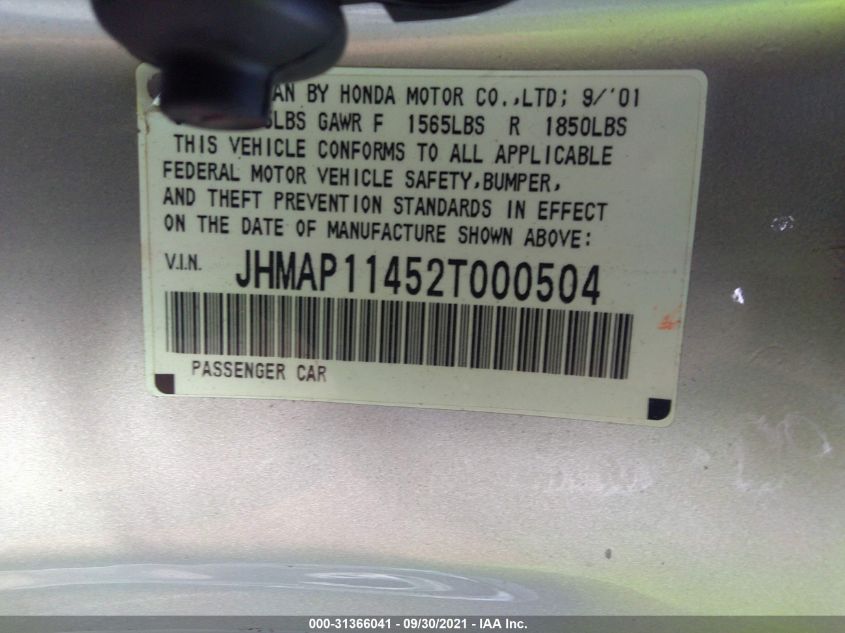 AN BY HONDA MOTOR CO.,LTD; 9/'01
LBS GAWR F 1565LBS R 1850LBS
THIS VEHICLE CONFORMS TO ALL APPLICABLE
FEDERAL MOTOR VEHICLE SAFETY,BUMPER,
AND THEFT PREVENTION STANDARDS IN EFFECT
ON THE DATE OF MANUFACTURE SHOWN ABOVE:
V.I.N. JHMAP11452T000504
PASSENGER CAR
000-31366041 - 09/30/2021 - IAA Inc.